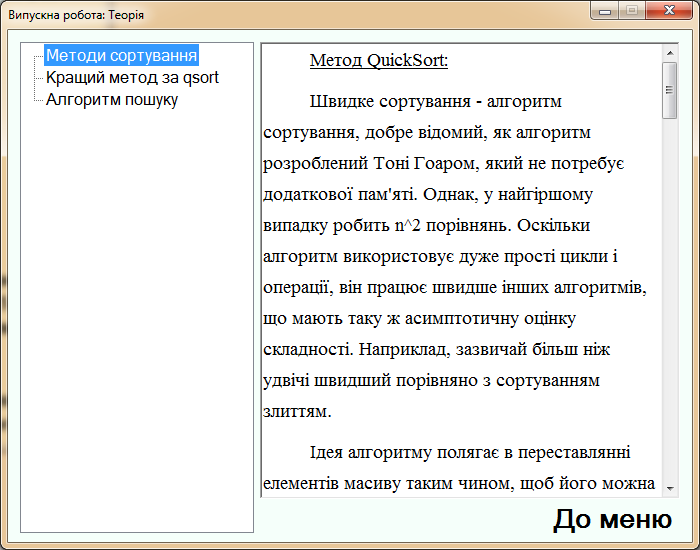 Випускна робота: Теорія
Методи сортування
Кращий метод за qsort
Алгоритм пошуку
Метод QuickSort:
Швидке сортування - алгоритм
сортування, добре відомий, як алгоритм
розроблений Тоні Гоаром, який не потребує
додаткової пам'яті. Однак, у найгіршому
випадку робить n^2 порівнянь. Оскільки
алгоритм використовує дуже прості цикли і
операції, він працює швидше інших алгоритмів,
що мають таку ж асимптотичну оцінку
складності. Наприклад, зазвичай більш ніж
удвічі швидший порівняно з сортуванням
злиттям.
Ідея алгоритму полягає в переставлянні
елементів масиву таким чином, щоб його можна
До меню